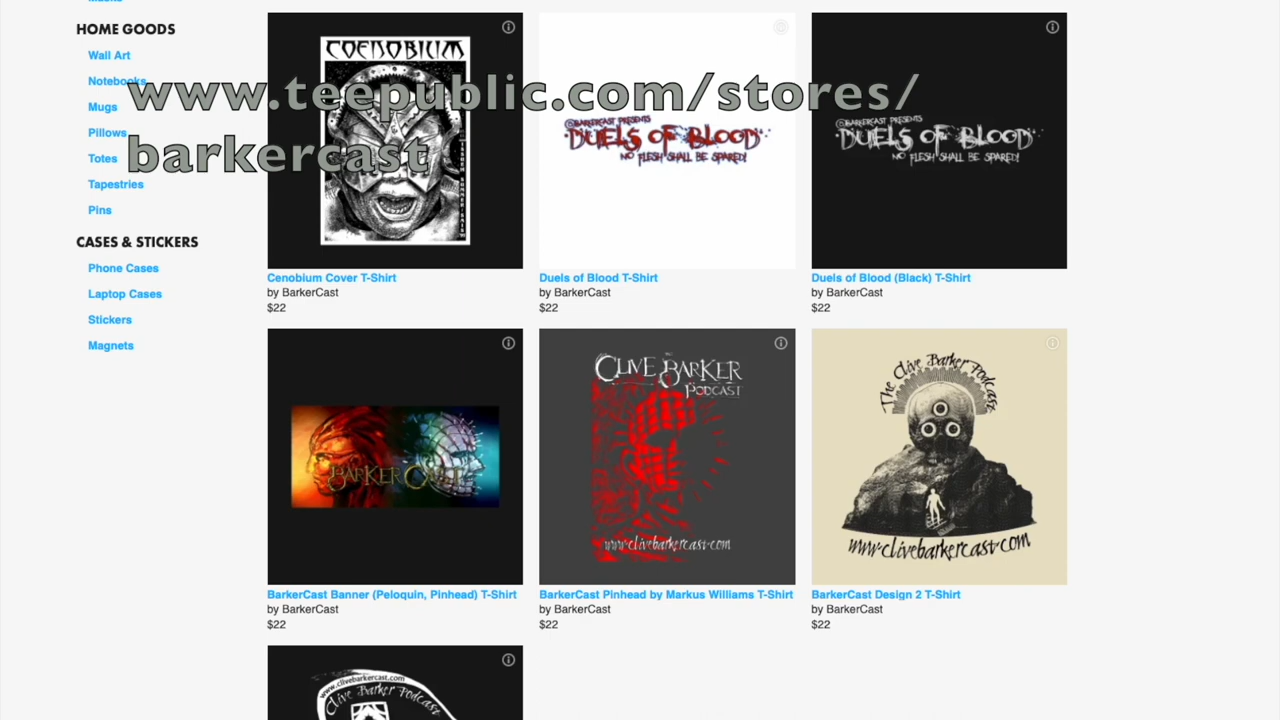 HOME GOODS
Wall Art
Notebooks
Mugs
Pillows
Totes
Tapestries
Pins
CASES & STICKERS
Phone Cases
Laptop Cases
Stickers
Magnets
www.teepublic.com/stores/
barkercast
COENOBIUM
Cenobium Cover T-Shirt
by BarkerCast
$22
@BARKERCAST PRESENTS
DUELS OF BLOOD
NO FLESH SHALL BE SPARED!
Duels of Blood T-Shirt
by BarkerCast
$22
@BARKERCAST PRESENTS
DUELS OF BLOOD
NO FLESH SHALL BE SPARED!
Duels of Blood (Black) T-Shirt
by BarkerCast
$22
BARKERCAST
BarkerCast Banner (Peloquin, Pinhead) T-Shirt
by BarkerCast
$22
CLIVE BARKER
PODCAST
www.clivebarkercast.com
BarkerCast Pinhead by Markus Williams T-Shirt
by BarkerCast
$22
The Clive Barker Podcast
www.clivebarkercast.com
BarkerCast Design 2 T-Shirt
by BarkerCast
$22
www.clivebarkercast.com
Clive Barker Podcast